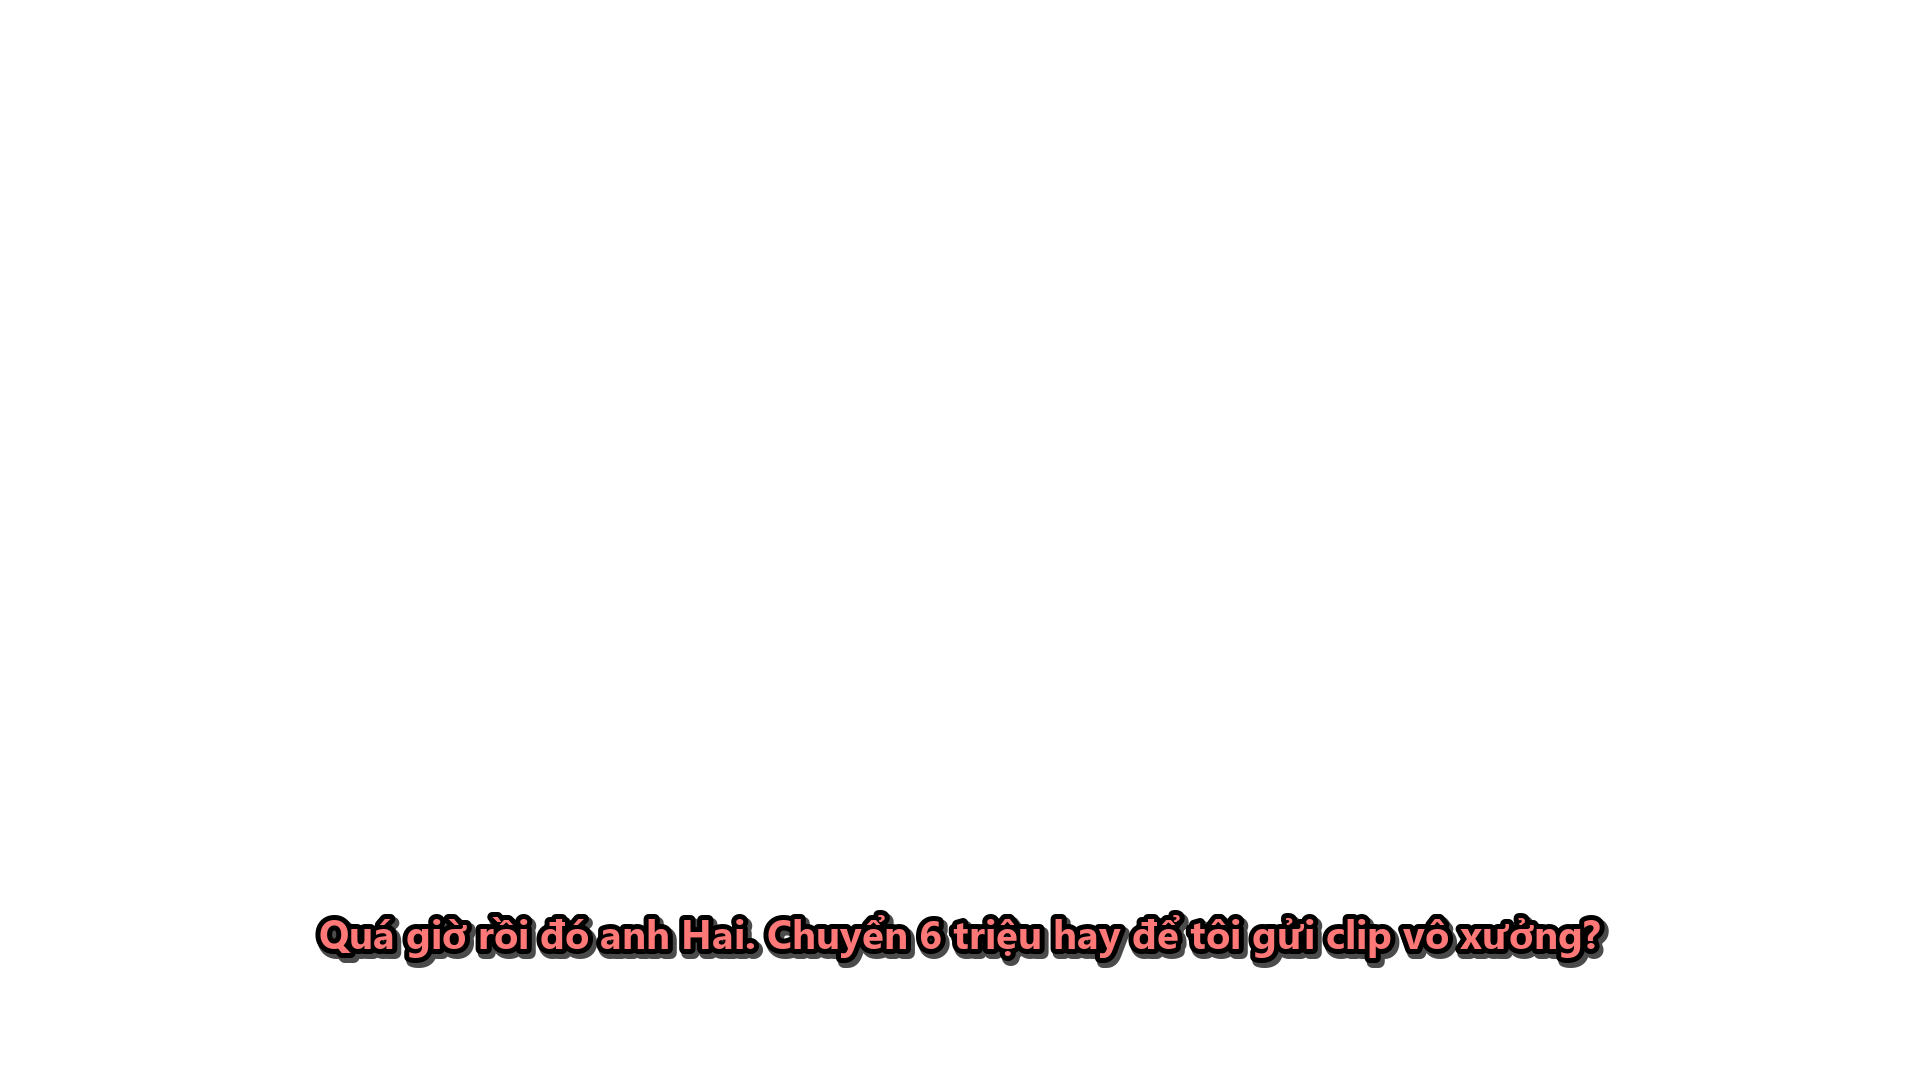 Quá giờ rồi đó anh Hai. Chuyển 6 triệu hay để tôi gửi clip vô xưởng?